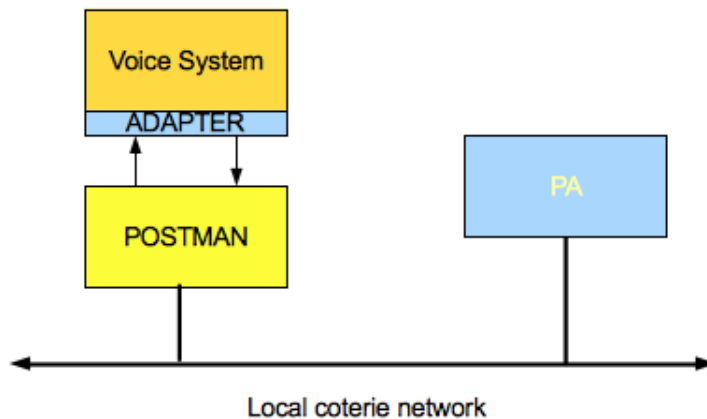 Voice System
ADAPTER
PA
POSTMAN
Local coterie network